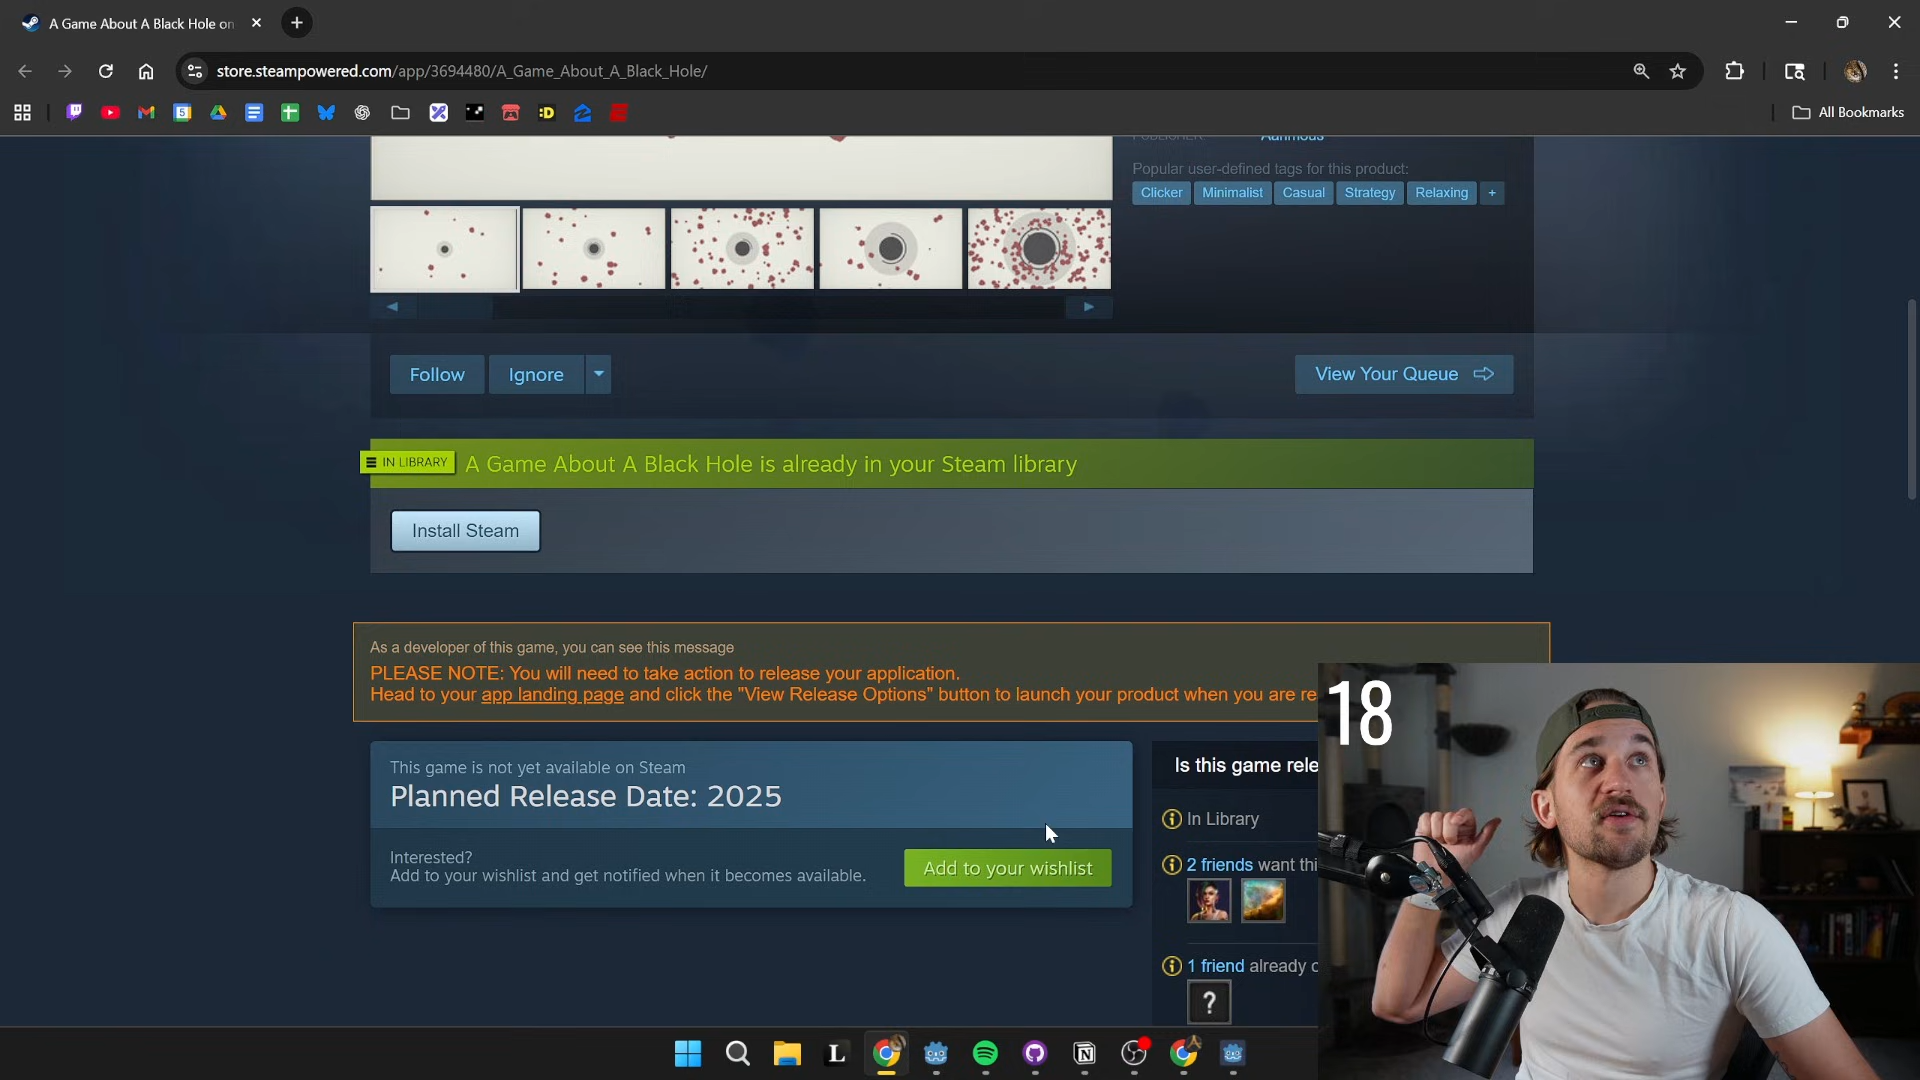 A Game About A Black Hole on
store.steampowered.com/app/3694480/A_Game_About_A_Black_Hole/
All Bookmarks
Popular user-defined tags for this product:
Clicker Minimalist Casual Strategy Relaxing +
Follow Ignore
View Your Queue
IN LIBRARY A Game About A Black Hole is already in your Steam library
Install Steam
As a developer of this game, you can see this message
PLEASE NOTE: You will need to take action to release your application.
Head to your app landing page and click the "View Release Options" button to launch your product when you are re
18
This game is not yet available on Steam
Planned Release Date: 2025
Interested?
Add to your wishlist and get notified when it becomes available.
Add to your wishlist
Is this game rele
In Library
2 friends want thi
1 friend already o
?